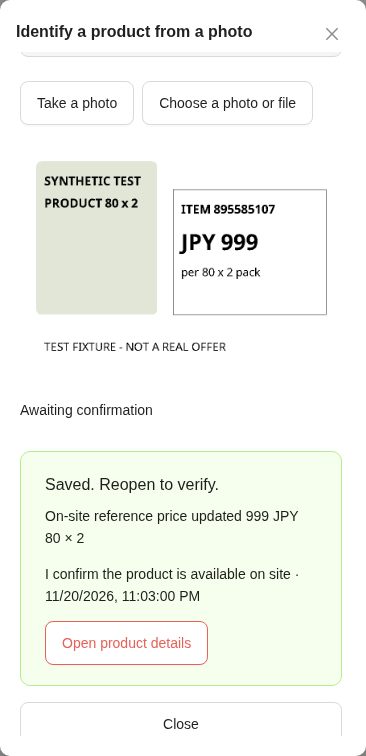 Identify a product from a photo
Take a photo
Choose a photo or file
SYNTHETIC TEST
PRODUCT 80 x 2
ITEM 895585107
JPY 999
per 80 x 2 pack
TEST FIXTURE - NOT A REAL OFFER
Awaiting confirmation
Saved. Reopen to verify.
On-site reference price updated 999 JPY
80 × 2
I confirm the product is available on site ·
11/20/2026, 11:03:00 PM
Open product details
Close